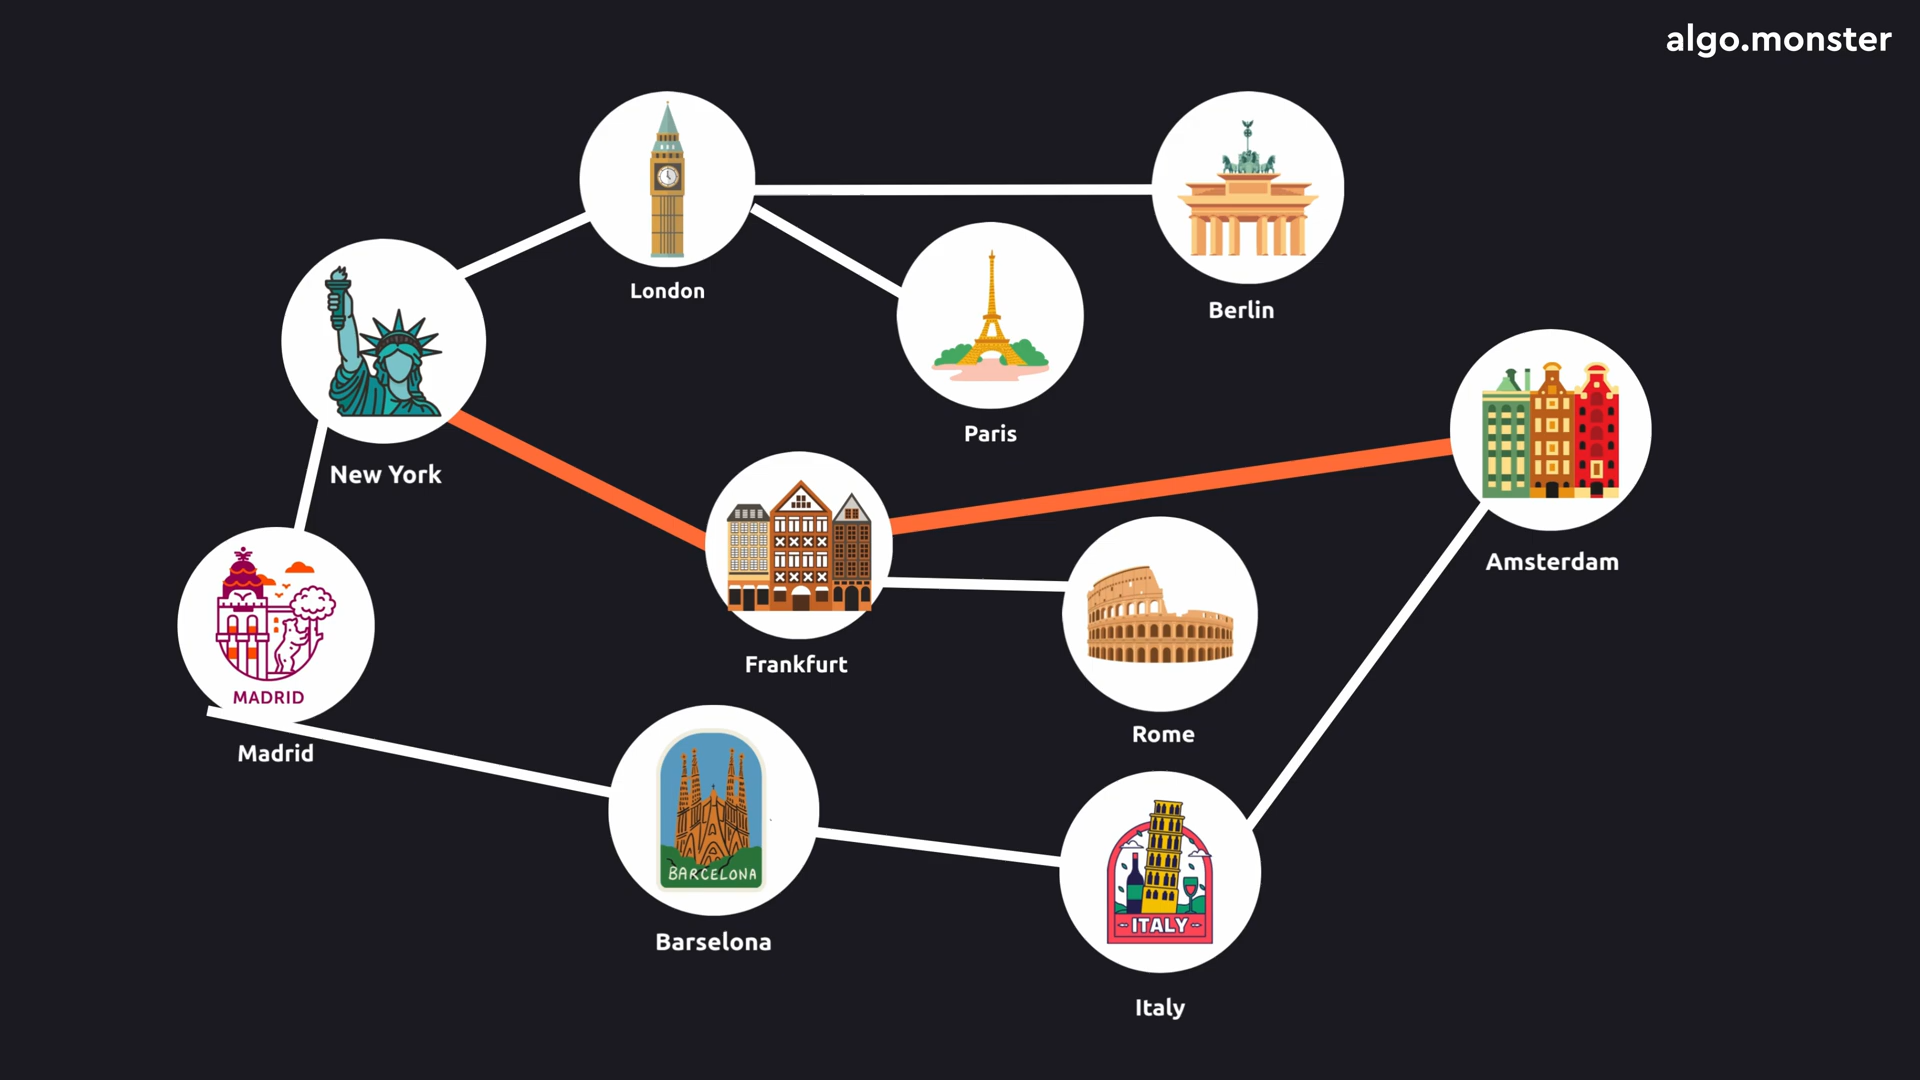 algo.monster
London
Berlin
Paris
New York
Amsterdam
Frankfurt
MADRID
Rome
Madrid
BARCELONA
Barselona
ITALY
Italy